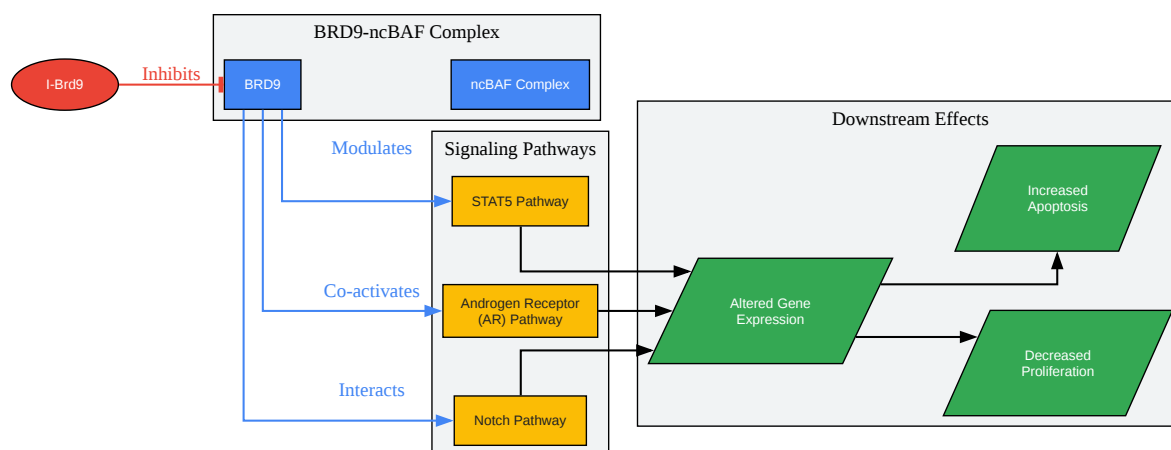 BRD9-ncBAF Complex
I-Brd9
Inhibits
BRD9
ncBAF Complex
Downstream Effects
Modulates
Signaling Pathways
STAT5 Pathway
Increased
Apoptosis
Co-activates
Androgen Receptor
(AR) Pathway
Altered Gene
Expression
Decreased
Proliferation
Interacts
Notch Pathway